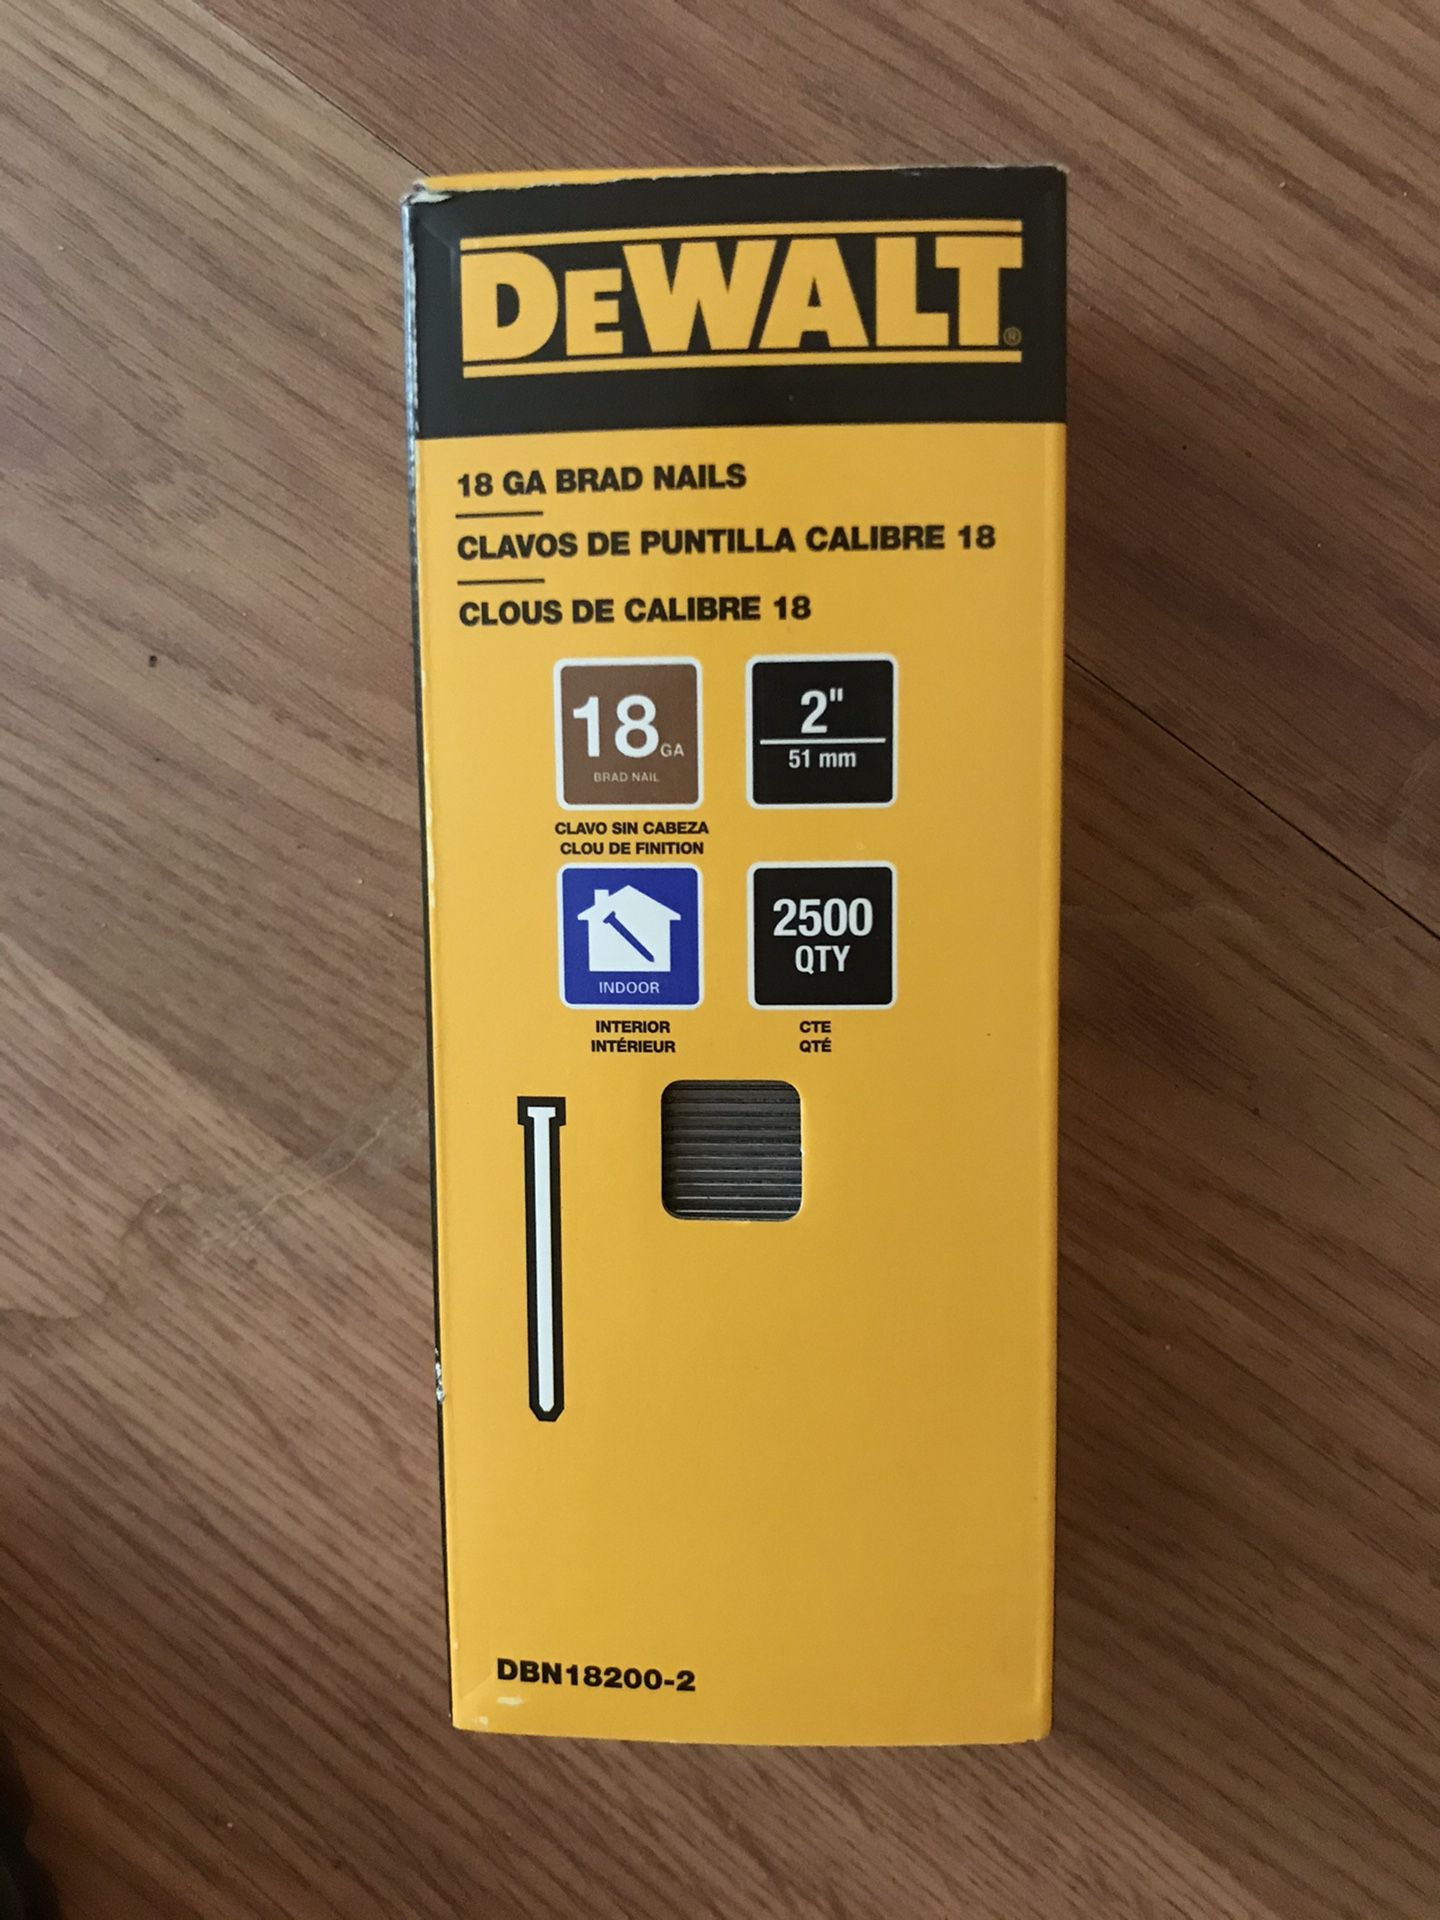 DEWALT®
18 GA BRAD NAILS
CLAVOS DE PUNTILLA CALIBRE 18
CLOUS DE CALIBRE 18
18 GA
BRAD NAIL
2"
51 mm
CLAVO SIN CABEZA
CLOU DE FINITION
INDOOR
2500
QTY
INTERIOR
INTÉRIEUR
CTE
QTÉ
DBN18200-2